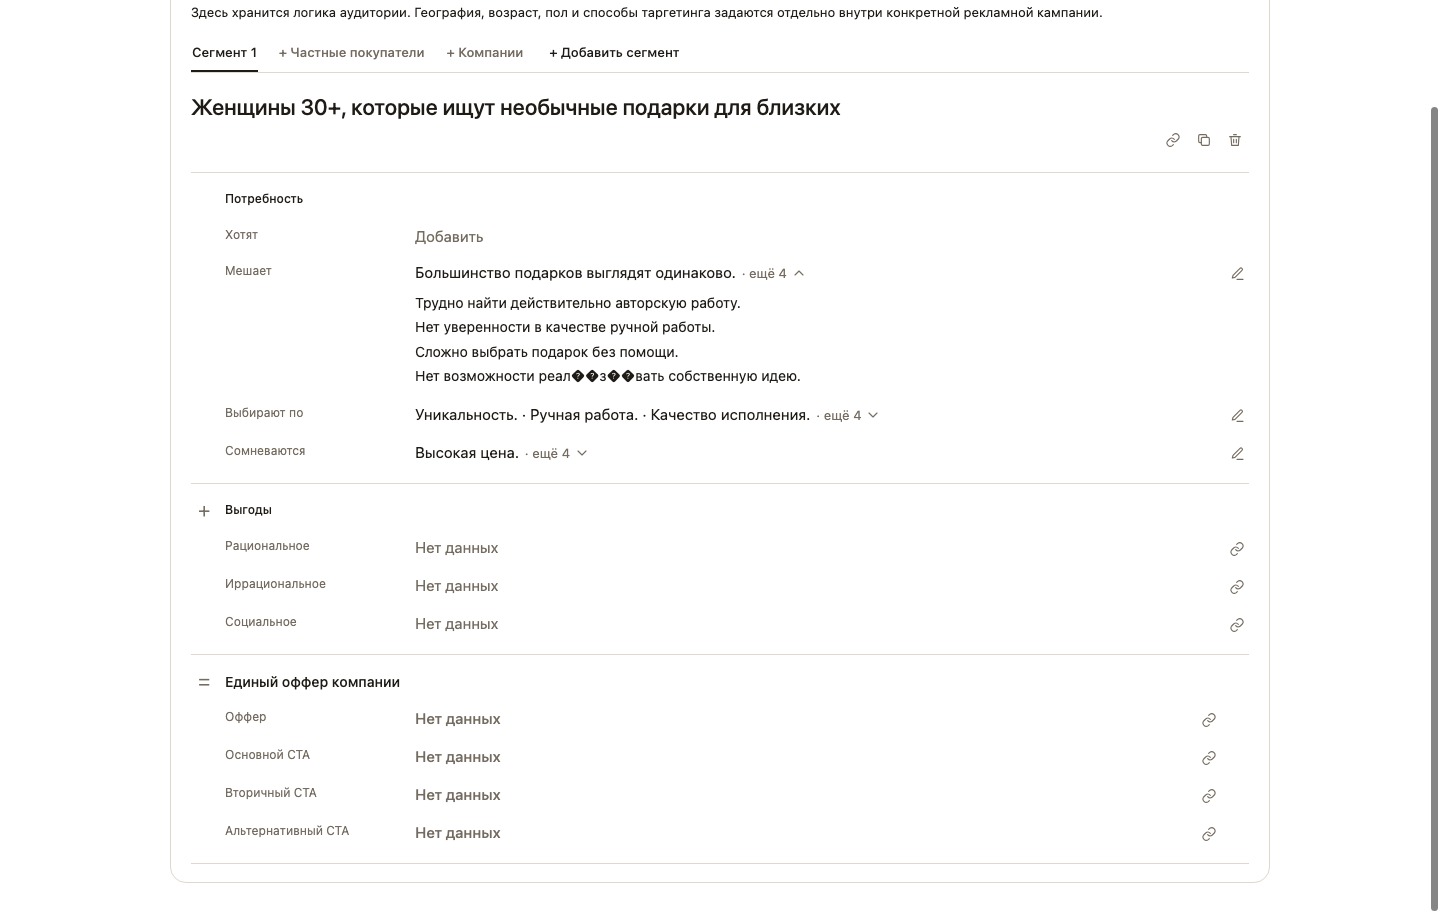 Здесь хранится логика аудитории. География, возраст, пол и способы таргетинга задаются отдельно внутри конкретной рекламной кампании.
Сегмент 1 + Частные покупатели + Компании + Добавить сегмент
Женщины 30+, которые ищут необычные подарки для близких
Потребность
Хотят Добавить
Мешает Большинство подарков выглядят одинаково. · ещё 4
Трудно найти действительно авторскую работу.
Нет уверенности в качестве ручной работы.
Сложно выбрать подарок без помощи.
Нет возможности реал��з��вать собственную идею.
Выбирают по Уникальность. · Ручная работа. · Качество исполнения. · ещё 4
Сомневаются Высокая цена. · ещё 4
+ Выгоды
Рациональное Нет данных
Иррациональное Нет данных
Социальное Нет данных
= Единый оффер компании
Оффер Нет данных
Основной CTA Нет данных
Вторичный CTA Нет данных
Альтернативный CTA Нет данных